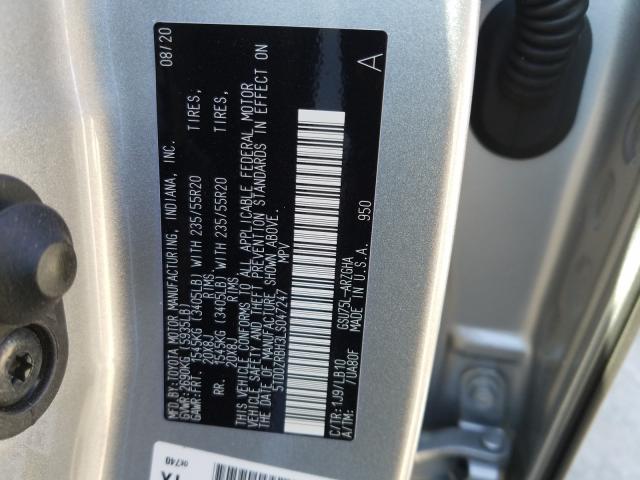 MFD.BY:TOYOTA MOTOR MANUFACTURING, INDIANA, INC. 08/20
GVWR: 2690KG (5935LB)
GAWR: FRT. 1545KG (3405LB) WITH 235/55R20 TIRES,
20X8J RIMS.
RR. 1545KG (3405LB) WITH 235/55R20 TIRES,
20X8J RIMS.
THIS VEHICLE CONFORMS TO ALL APPLICABLE FEDERAL MOTOR
VEHICLE SAFETY AND THEFT PREVENTION STANDARDS IN EFFECT ON
THE DATE OF MANUFACTURE SHOWN ABOVE.
5TDDZRBH3LS047247 MPV
A
C/TR:1J9/LB10 GSU75L-ARZGHA 950
A/TM: /UA80F MADE IN U.S.A.
0K740